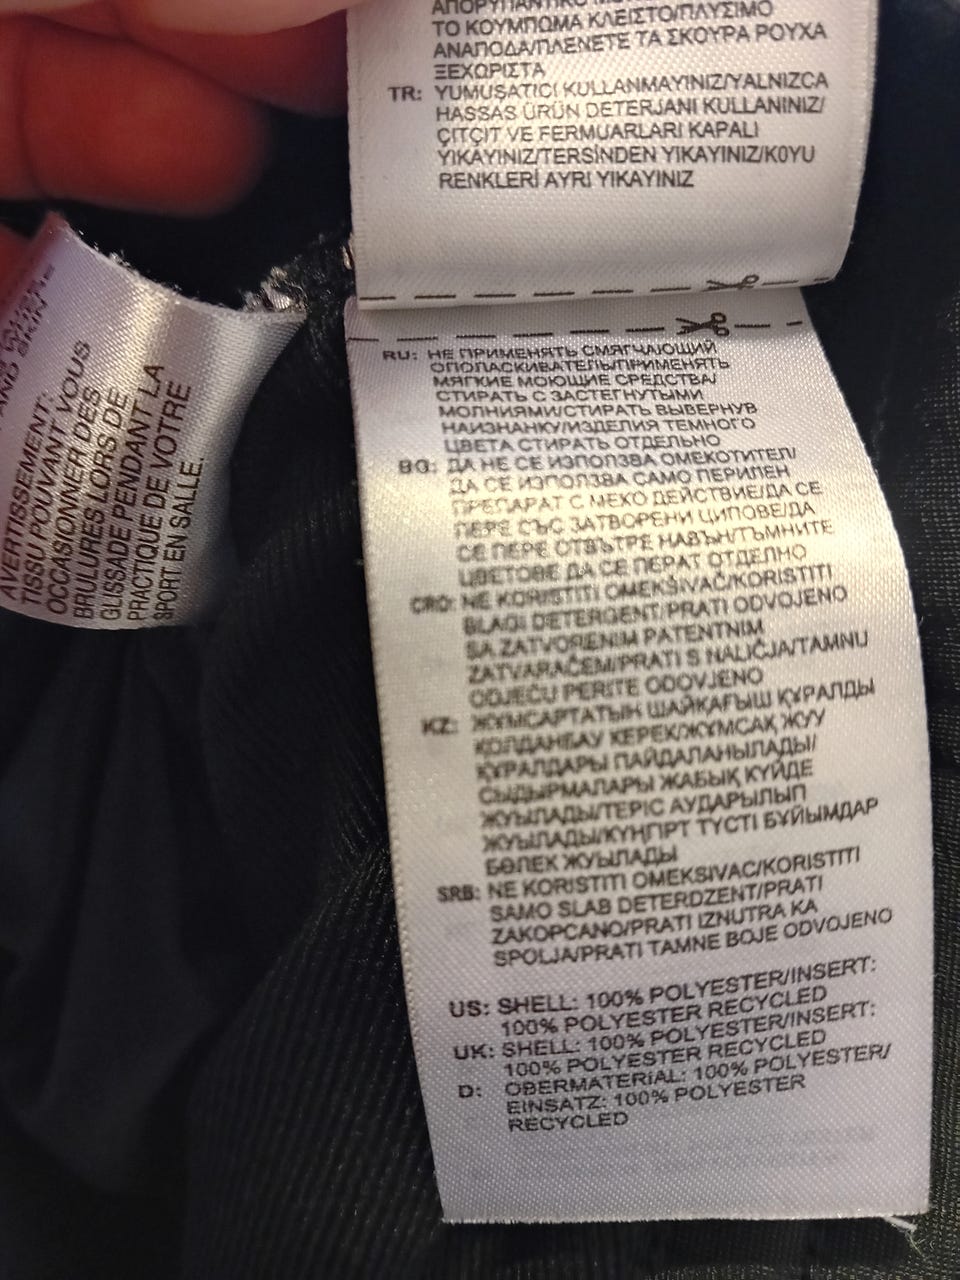 ΑΠΟΡΥΠΑΝΤΙΚΟ
ΤΟ ΚΟΥΜΠΩΜΑ ΚΛΕΙΣΤΟ/ΠΛΥΣΙΜΟ
ΑΝΑΠΟΔΑ/ΠΛΕΝΕΤΕ ΤΑ ΣΚΟΥΡΑ ΡΟΥΧΑ
ΞΕΧΩΡΙΣΤΑ
TR: YUMUŞATICI KULLANMAYINIZ/YALNIZCA
HASSAS ÜRÜN DETERJANI KULLANINIZ/
ÇITÇIT VE FERMUARLARI KAPALI
YIKAYINIZ/TERSİNDEN YIKAYINIZ/KOYU
RENKLERİ AYRI YIKAYINIZ
AND SKIN
AVERTISSEMENT:
TISSU POUVANT VOUS
OCCASIONNER DES
BRULURES LORS DE
GLISSADE PENDANT LA
PRACTIQUE DE VOTRE
SPORT EN SALLE.
RU: НЕ ПРИМЕНЯТЬ СМЯГЧАЮЩИЙ
ОПОЛАСКИВАТЕЛЬ/ПРИМЕНЯТЬ
МЯГКИЕ МОЮЩИЕ СРЕДСТВА/
СТИРАТЬ С ЗАСТЕГНУТЫМИ
МОЛНИЯМИ/СТИРАТЬ ВЫВЕРНУВ
НАИЗНАНКУ/ИЗДЕЛИЯ ТЕМНОГО
ЦВЕТА СТИРАТЬ ОТДЕЛЬНО
BG: ДА НЕ СЕ ИЗПОЛЗВА ОМЕКОТИТЕЛ/
ДА СЕ ИЗПОЛЗВА САМО ПЕРИЛЕН
ПРЕПАРАТ С МЕКО ДЕЙСТВИЕ/ДА СЕ
ПЕРЕ СЪС ЗАТВОРЕНИ ЦИПОВЕ/ДА
СЕ ПЕРЕ ОТВЪТРЕ НАВЪН/ТЪМНИТЕ
ЦВЕТОВЕ ДА СЕ ПЕРАТ ОТДЕЛНО
CRO: NE KORISTITI OMEKŠIVAČ/KORISTITI
BLAGI DETERGENT/PRATI ODVOJENO
SA ZATVORENIM PATENTNIM
ZATVARAČEM/PRATI S NALIČJA/TAMNU
ODJEĆU PERITE ODOVJENO
KZ: ЖҰМСАРТАТЫН ШАЙҚАҒЫШ ҚҰРАЛДЫ
ҚОЛДАНБАУ КЕРЕК/ЖҰМСАҚ ЖУУ
ҚҰРАЛДАРЫ ПАЙДАЛАНЫЛАДЫ/
СЫДЫРМАЛАРЫ ЖАБЫҚ КҮЙДЕ
ЖУЫЛАДЫ/ТЕРІС АУДАРЫЛЫП
ЖУЫЛАДЫ/КҮҢГІРТ ТҮСТІ БҰЙЫМДАР
БӨЛЕК ЖУЫЛАДЫ
SRB: NE KORISTITI OMEKSIVAC/KORISTITI
SAMO SLAB DETERDZENT/PRATI
ZAKOPCANO/PRATI IZNUTRA KA
SPOLJA/PRATI TAMNE BOJE ODVOJENO
US: SHELL: 100% POLYESTER/INSERT:
100% POLYESTER RECYCLED
UK: SHELL: 100% POLYESTER/INSERT:
100% POLYESTER RECYCLED
D: OBERMATERIAL: 100% POLYESTER/
EINSATZ: 100% POLYESTER
RECYCLED